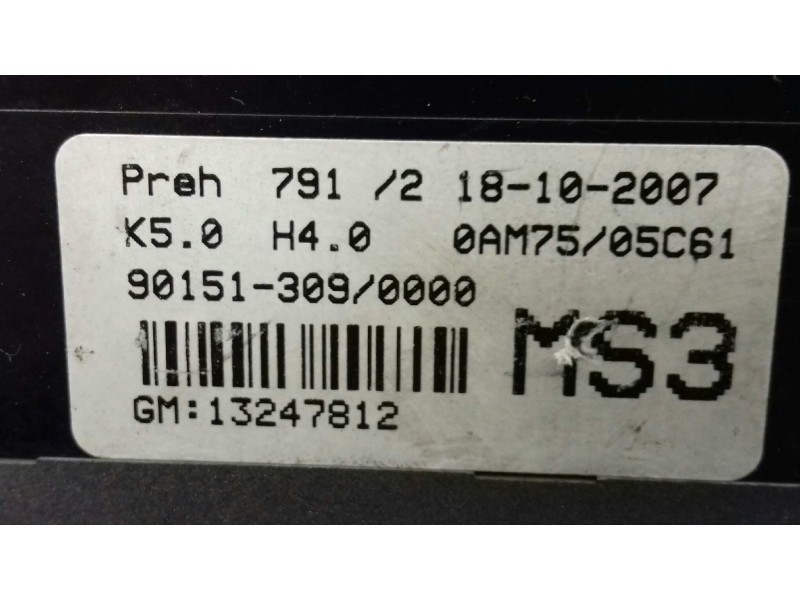 Preh 791 /2 18-10-2007
K5.0 H4.0 0AM75/05C61
90151-309/0000
MS3
GM:13247812